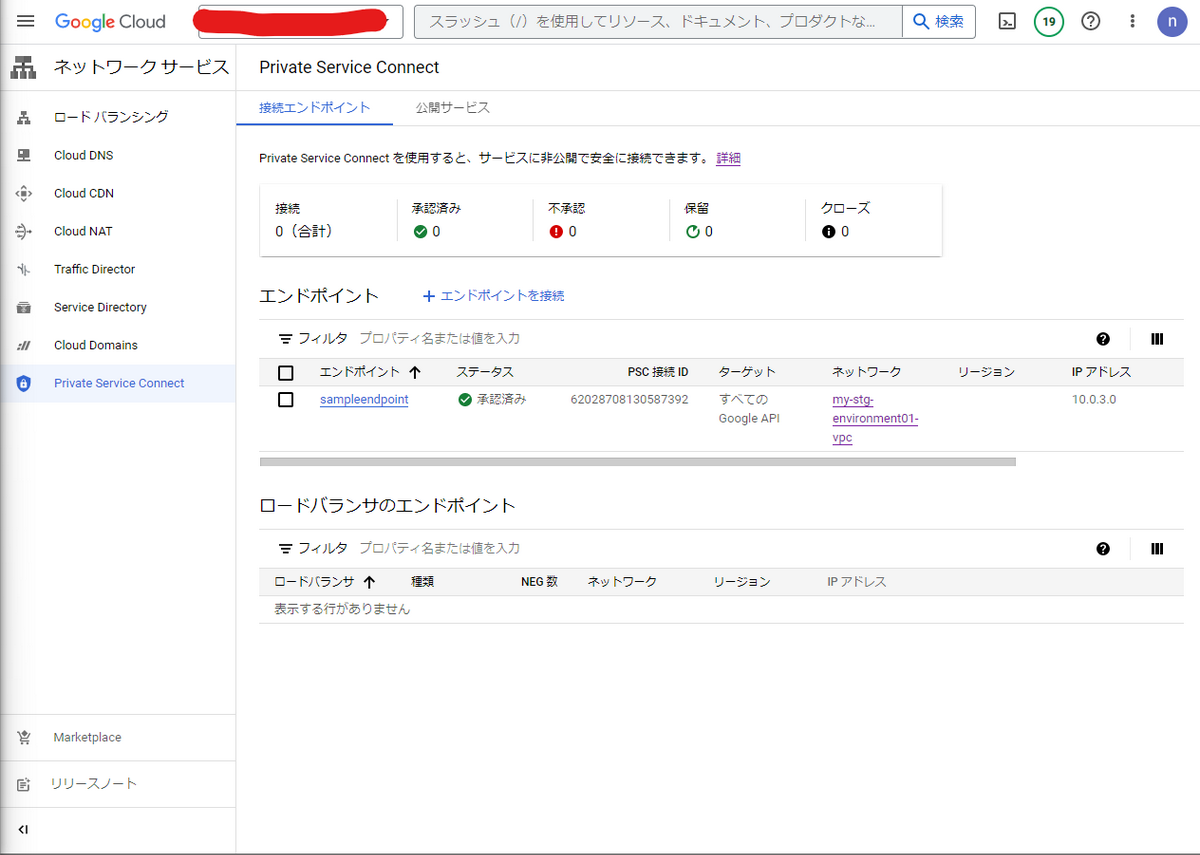 Google Cloud
スラッシュ（/）を使用してリソース、ドキュメント、プロダクトな...
検索
19
n
ネットワーク サービス
Private Service Connect
ロード バランシング
Cloud DNS
Cloud CDN
Cloud NAT
Traffic Director
Service Directory
Cloud Domains
Private Service Connect
Marketplace
リリースノート
接続エンドポイント
公開サービス
Private Service Connect を使用すると、サービスに非公開で安全に接続できます。 詳細
接続
0（合計）
承認済み
0
不承認
0
保留
0
クローズ
0
エンドポイント
エンドポイントを接続
フィルタ プロパティ名または値を入力
エンドポイント ステータス PSC 接続 ID ターゲット ネットワーク リージョン IP アドレス
sampleendpoint 承認済み 62028708130587392 すべての my-stg- 10.0.3.0
Google API environment01-
vpc
ロードバランサのエンドポイント
フィルタ プロパティ名または値を入力
ロードバランサ 種類 NEG 数 ネットワーク リージョン IP アドレス
表示する行がありません